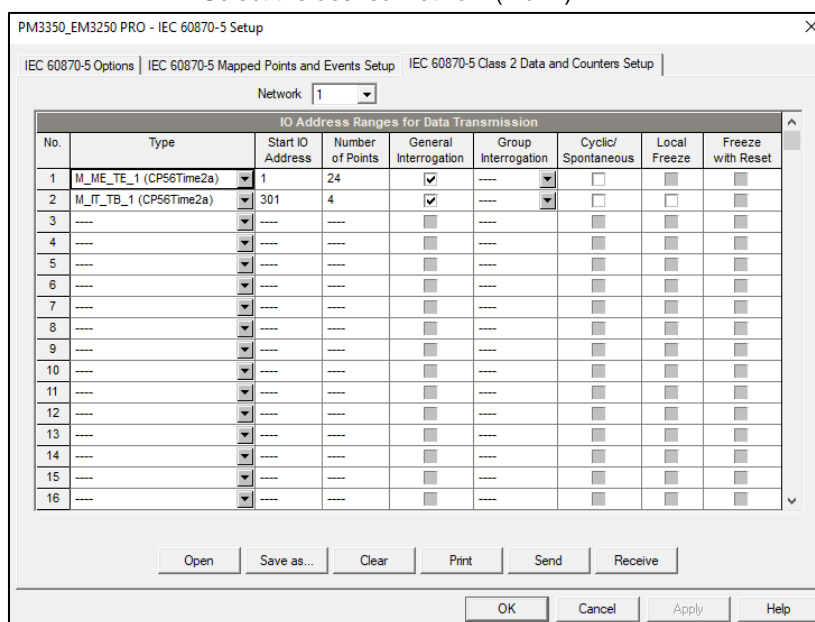 PM3350_EM3250 PRO - IEC 60870-5 Setup
IEC 60870-5 Options IEC 60870-5 Mapped Points and Events Setup IEC 60870-5 Class 2 Data and Counters Setup
Network 1
IO Address Ranges for Data Transmission
No. Type Start IO Address Number of Points General Interrogation Group Interrogation Cyclic/ Spontaneous Local Freeze Freeze with Reset
1 M_ME_TE_1 (CP56Time2a) 1 24 ----
2 M_IT_TB_1 (CP56Time2a) 301 4 ----
3 ---- ---- ---- ----
4 ---- ---- ---- ----
5 ---- ---- ---- ----
6 ---- ---- ---- ----
7 ---- ---- ---- ----
8 ---- ---- ---- ----
9 ---- ---- ---- ----
10 ---- ---- ---- ----
11 ---- ---- ---- ----
12 ---- ---- ---- ----
13 ---- ---- ---- ----
14 ---- ---- ---- ----
15 ---- ---- ---- ----
16 ---- ---- ---- ----
Open Save as... Clear Print Send Receive
OK Cancel Apply Help